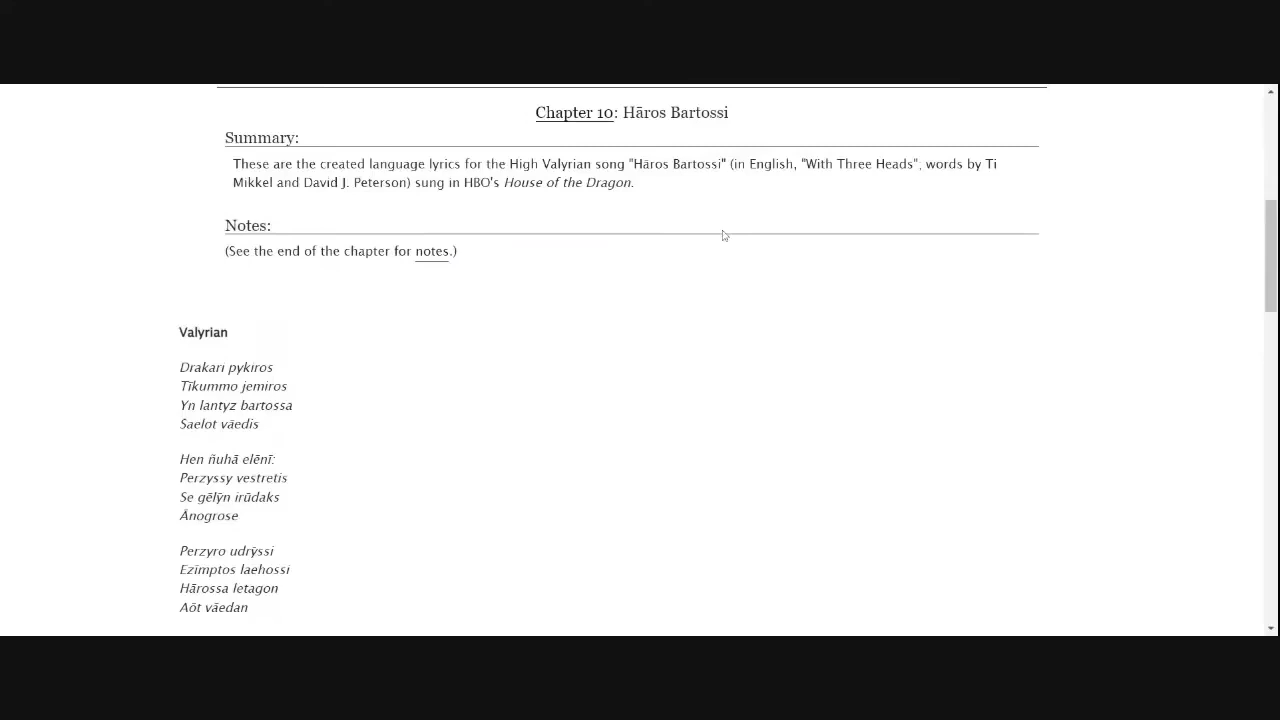 Chapter 10: Hāros Bartossi
Summary:
These are the created language lyrics for the High Valyrian song "Hāros Bartossi" (in English, "With Three Heads", words by Ti
Mikkel and David J. Peterson) sung in HBO's House of the Dragon.
Notes:
(See the end of the chapter for notes.)
Valyrian
Drakari pykiros
Tīkummo jemiros
Yn lantyz bartossa
Saelot vāedis
Hen ñuhā elēnī:
Perzyssy vestretis
Se gēlȳn irūdaks
Ānogrose
Perzyro udrȳssi
Ezīmptos laehossi
Hārossa letagon
Aōt vāedan